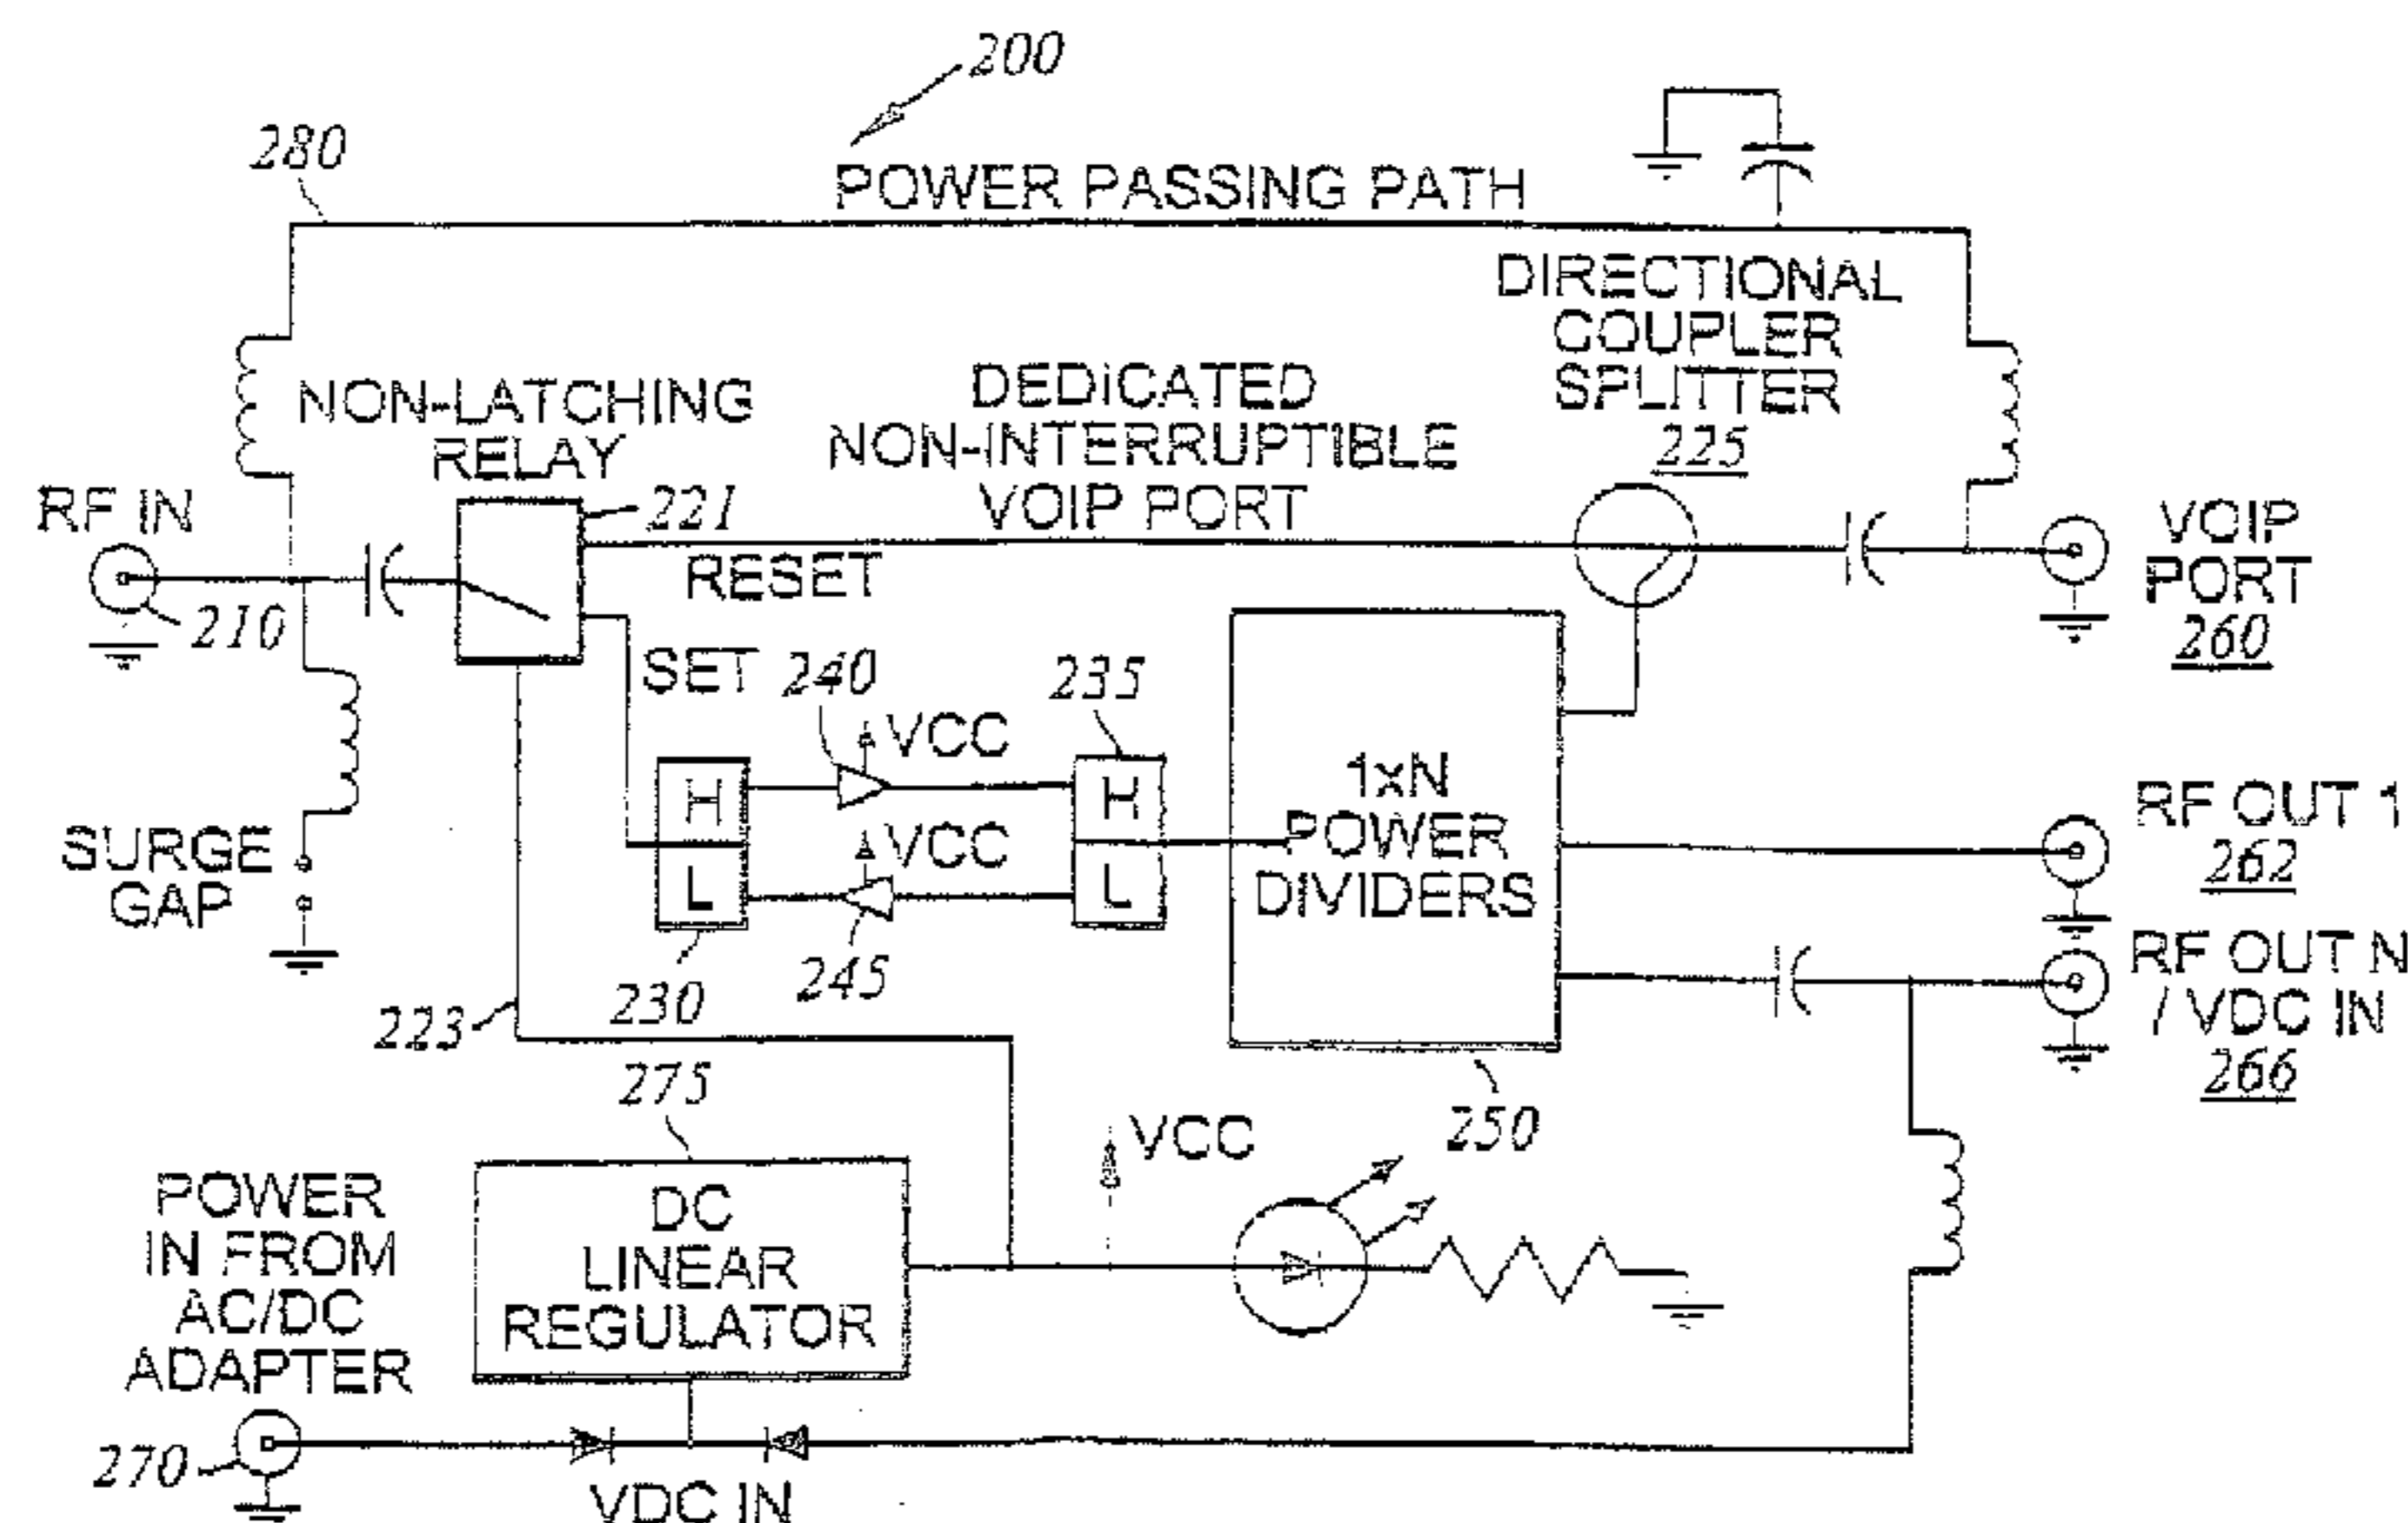 200
280
POWER PASSING PATH
DIRECTIONAL
COUPLER
SPLITTER
225
NON-LATCHING
RELAY
DEDICATED
NON-INTERRUPTIBLE
VOIP PORT
RF IN
221
RESET
210
VOIP
PORT
260
SET
240
235
VCC
H
L
VCC
H
L
1xN
POWER
DIVIDERS
RF OUT 1
262
SURGE
GAP
245
230
RF OUT N
/ VDC IN
266
223
275
250
VCC
POWER
IN FROM
AC/DC
ADAPTER
DC
LINEAR
REGULATOR
270
VDC IN